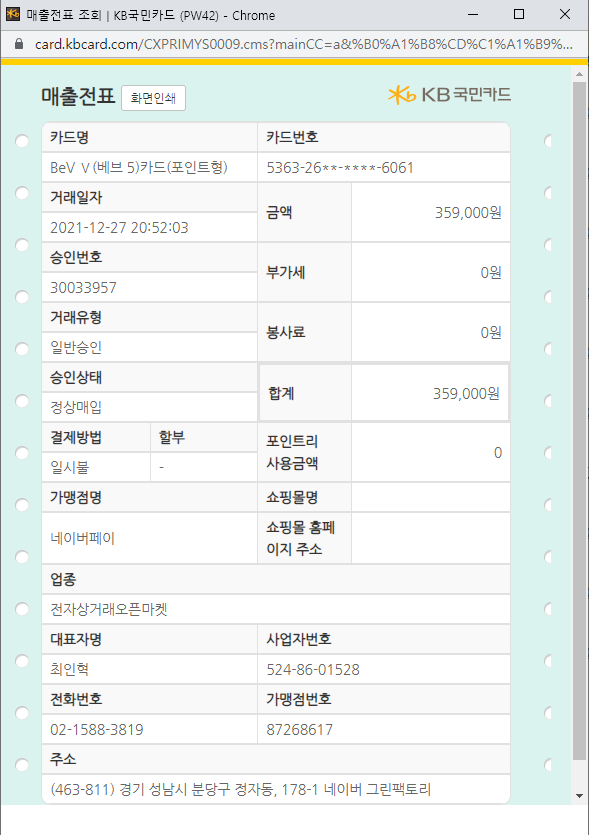 매출전표 조회 | KB국민카드 (PW42) - Chrome
card.kbcard.com/CXPRIMYS0009.cms?mainCC=a&%B0%A1%B8%CD%C1%A1%B9%...
매출전표 화면인쇄 KB국민카드
카드명 카드번호
BeV Ⅴ(베브 5)카드(포인트형) 5363-26**-****-6061
거래일자
금액 359,000원
2021-12-27 20:52:03
승인번호
부가세 0원
30033957
거래유형
봉사료 0원
일반승인
승인상태
합계 359,000원
정상매입
결제방법 할부 포인트리
사용금액 0
일시불 -
가맹점명 쇼핑몰명
네이버페이 쇼핑몰 홈페
이지 주소
업종
전자상거래오픈마켓
대표자명 사업자번호
최인혁 524-86-01528
전화번호 가맹점번호
02-1588-3819 87268617
주소
(463-811) 경기 성남시 분당구 정자동, 178-1 네이버 그린팩토리